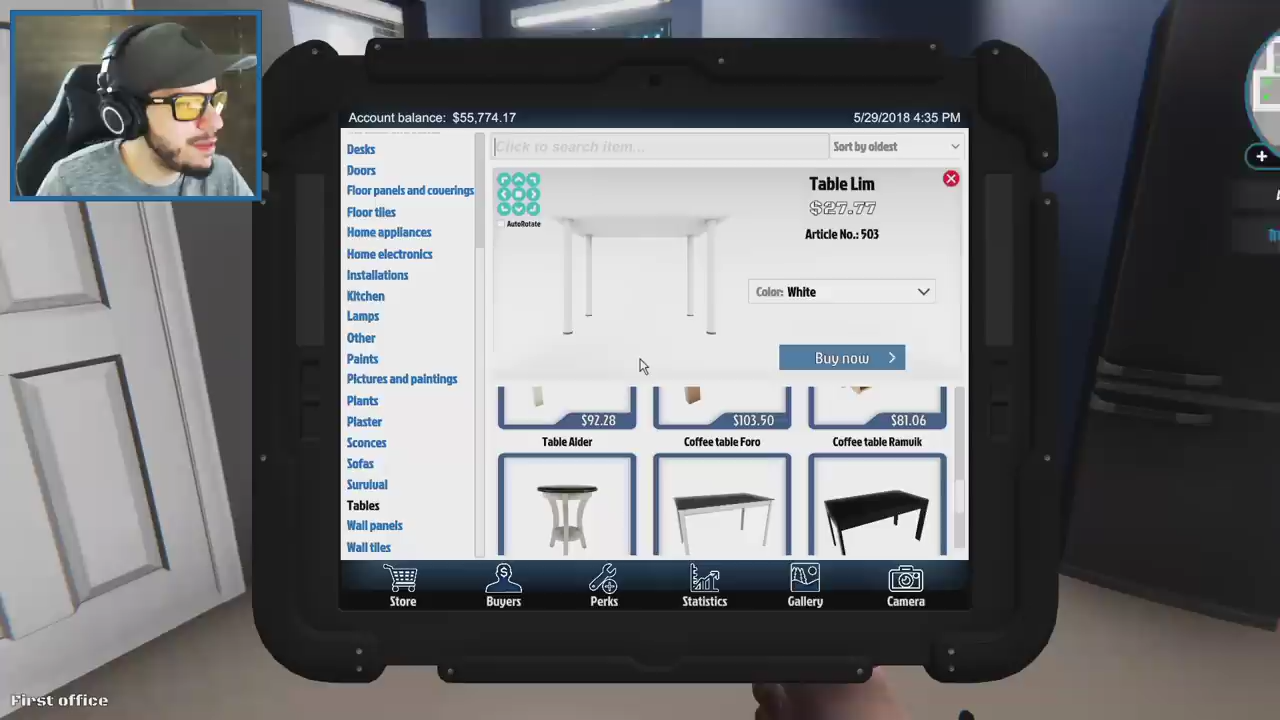 Account balance: $55,774.17
5/29/2018 4:35 PM
Desks
Doors
Floor panels and coverings
Floor tiles
Home appliances
Home electronics
Installations
Kitchen
Lamps
Other
Paints
Pictures and paintings
Plants
Plaster
Sconces
Sofas
Survival
Tables
Wall panels
Wall tiles
Click to search item...
Sort by oldest
AutoRotate
Table Lim
$27.77
Article No.: 503
Color: White
Buy now
$92.28
$103.50
$81.06
Table Alder
Coffee table Foro
Coffee table Ramvik
Store
Buyers
Perks
Statistics
Gallery
Camera
First office